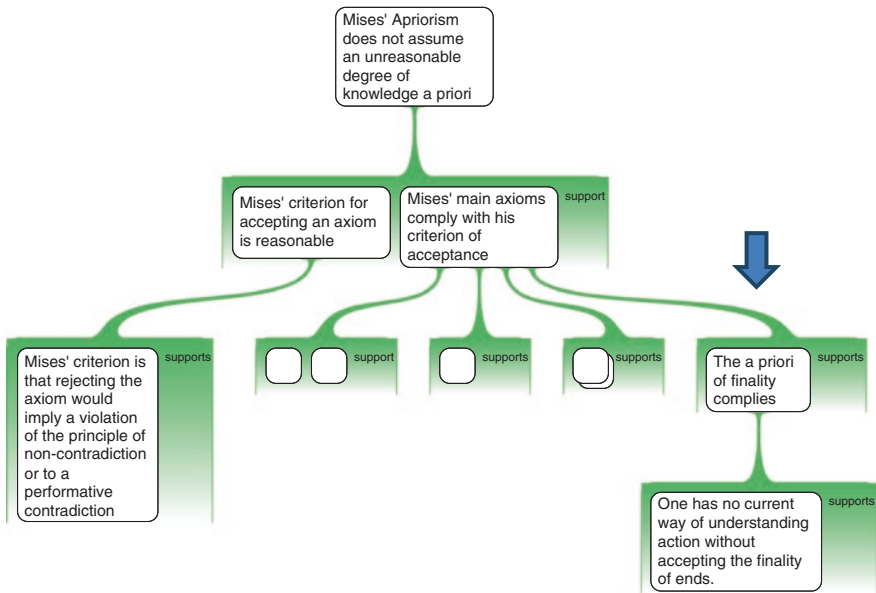 Mises' Apriorism
does not assume
an unreasonable
degree of
knowledge a priori
Mises' criterion for
accepting an axiom
is reasonable
Mises' main axioms
comply with his
criterion of
acceptance
support
Mises' criterion is
that rejecting the
axiom would
imply a violation
of the principle of
non-contradiction
or to a
performative
contradiction
supports
support
supports
supports
The a priori
of finality
complies
supports
One has no current
way of understanding
action without
accepting the finality
of ends.
supports